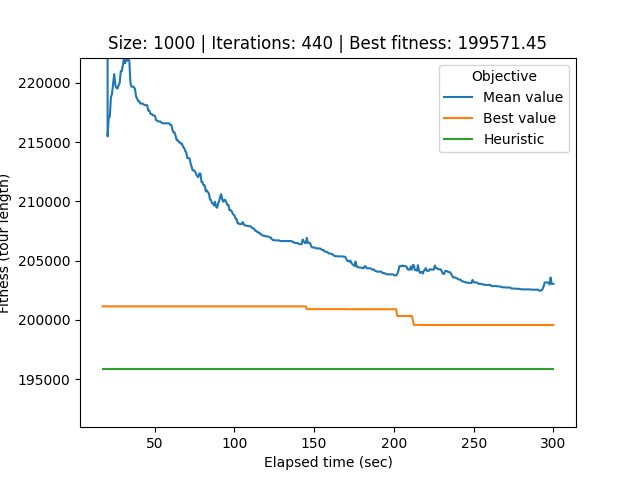 Size: 1000 | Iterations: 440 | Best fitness: 199571.45
Objective
Mean value
Best value
Heuristic
220000
215000
210000
205000
200000
195000
Fitness (tour length)
50 100 150 200 250 300
Elapsed time (sec)